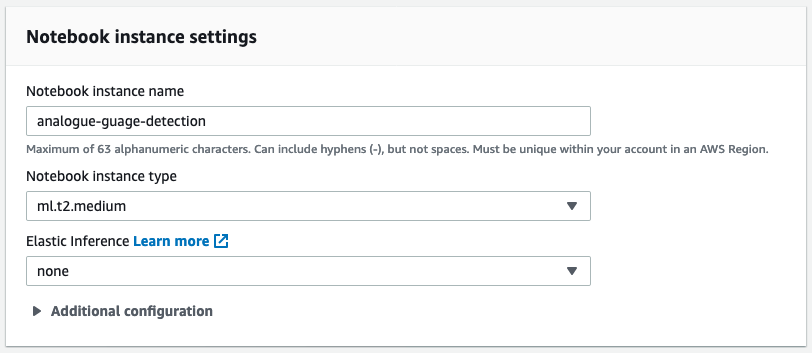 Notebook instance settings
Notebook instance name
analogue-guage-detection
Maximum of 63 alphanumeric characters. Can include hyphens (-), but not spaces. Must be unique within your account in an AWS Region.
Notebook instance type
ml.t2.medium
Elastic Inference Learn more
none
Additional configuration